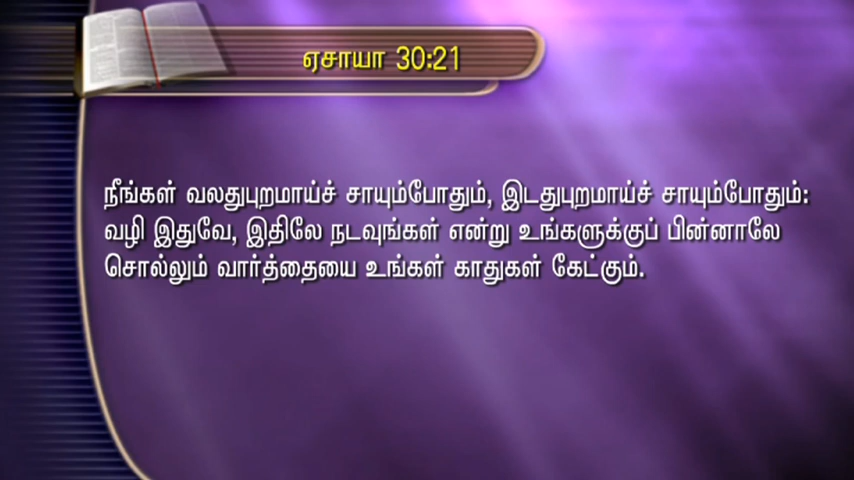 ஏசாயா 30:21
நீங்கள் வலதுபுறமாய்ச் சாயும்போதும், இடதுபுறமாய்ச் சாயும்போதும்:
வழி இதுவே, இதிலே நடவுங்கள் என்று உங்களுக்குப் பின்னாலே
சொல்லும் வார்த்தையை உங்கள் காதுகள் கேட்கும்.